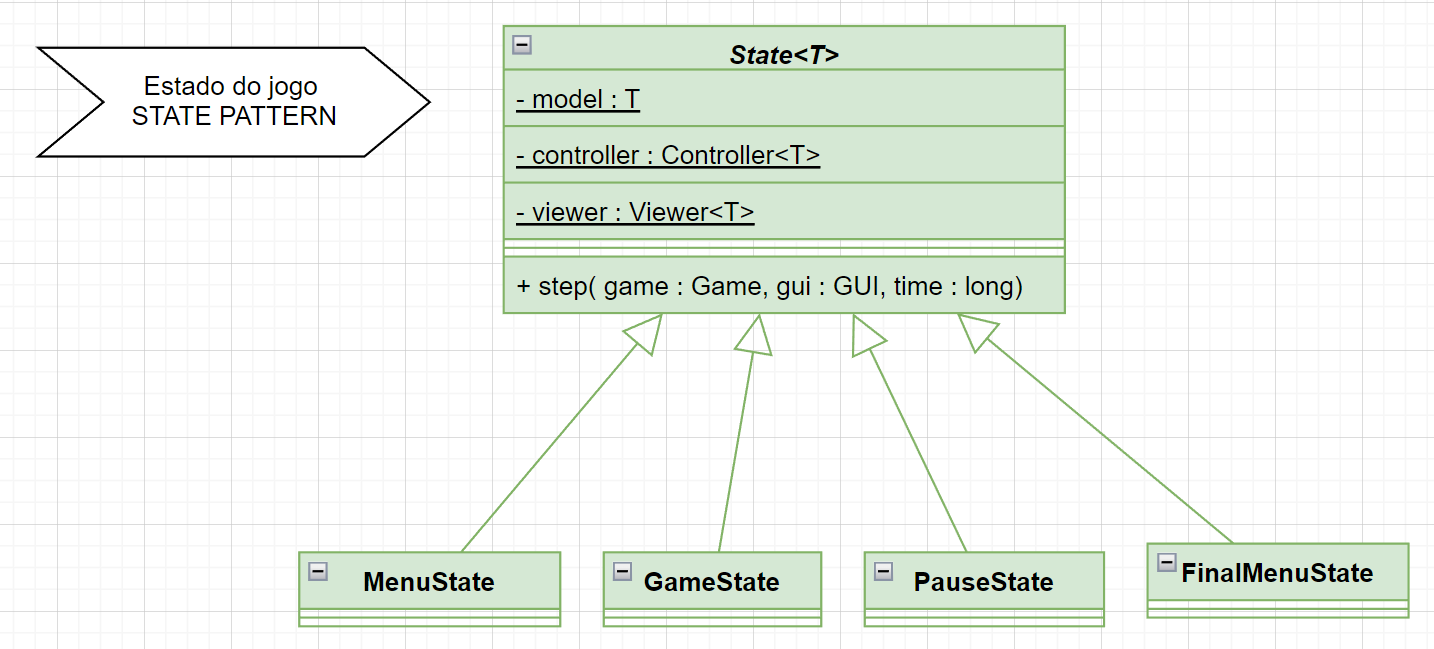 Estado do jogo
STATE PATTERN
State<T>
- model : T
- controller : Controller<T>
- viewer : Viewer<T>
+ step( game : Game, gui : GUI, time : long)
MenuState
GameState
PauseState
FinalMenuState